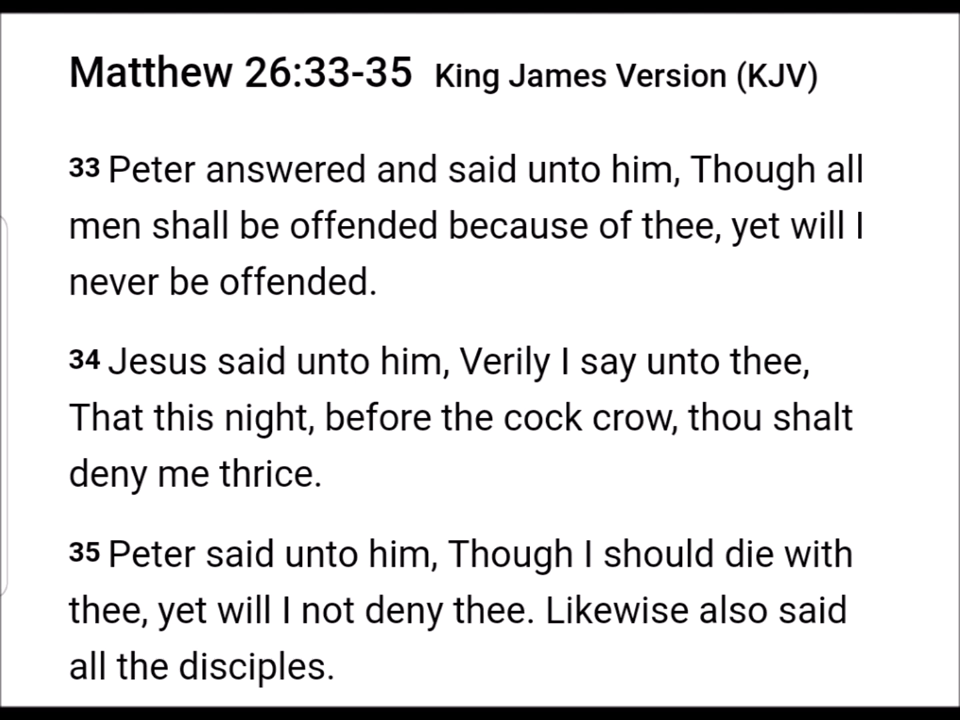 Matthew 26:33-35 King James Version (KJV)
33 Peter answered and said unto him, Though all
men shall be offended because of thee, yet will I
never be offended.
34 Jesus said unto him, Verily I say unto thee,
That this night, before the cock crow, thou shalt
deny me thrice.
35 Peter said unto him, Though I should die with
thee, yet will I not deny thee. Likewise also said
all the disciples.